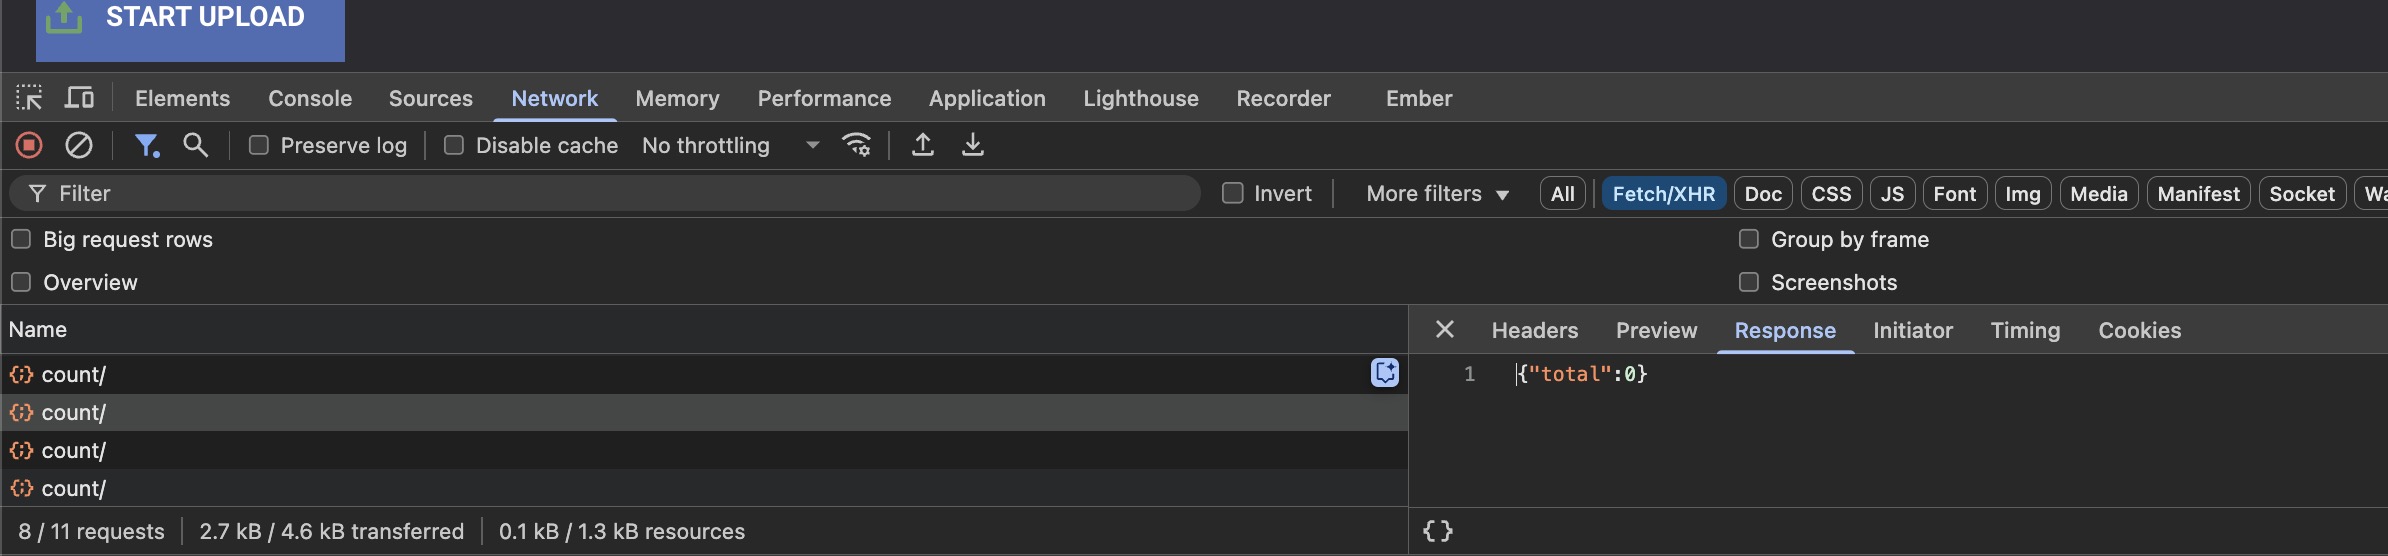 START UPLOAD
Elements Console Sources Network Memory Performance Application Lighthouse Recorder Ember
Preserve log Disable cache No throttling
Filter Invert More filters All Fetch/XHR Doc CSS JS Font Img Media Manifest Socket Wa
Big request rows Group by frame
Overview Screenshots
Name Headers Preview Response Initiator Timing Cookies
count/ 1 {"total":0}
count/
count/
count/
8 / 11 requests 2.7 kB / 4.6 kB transferred 0.1 kB / 1.3 kB resources { }